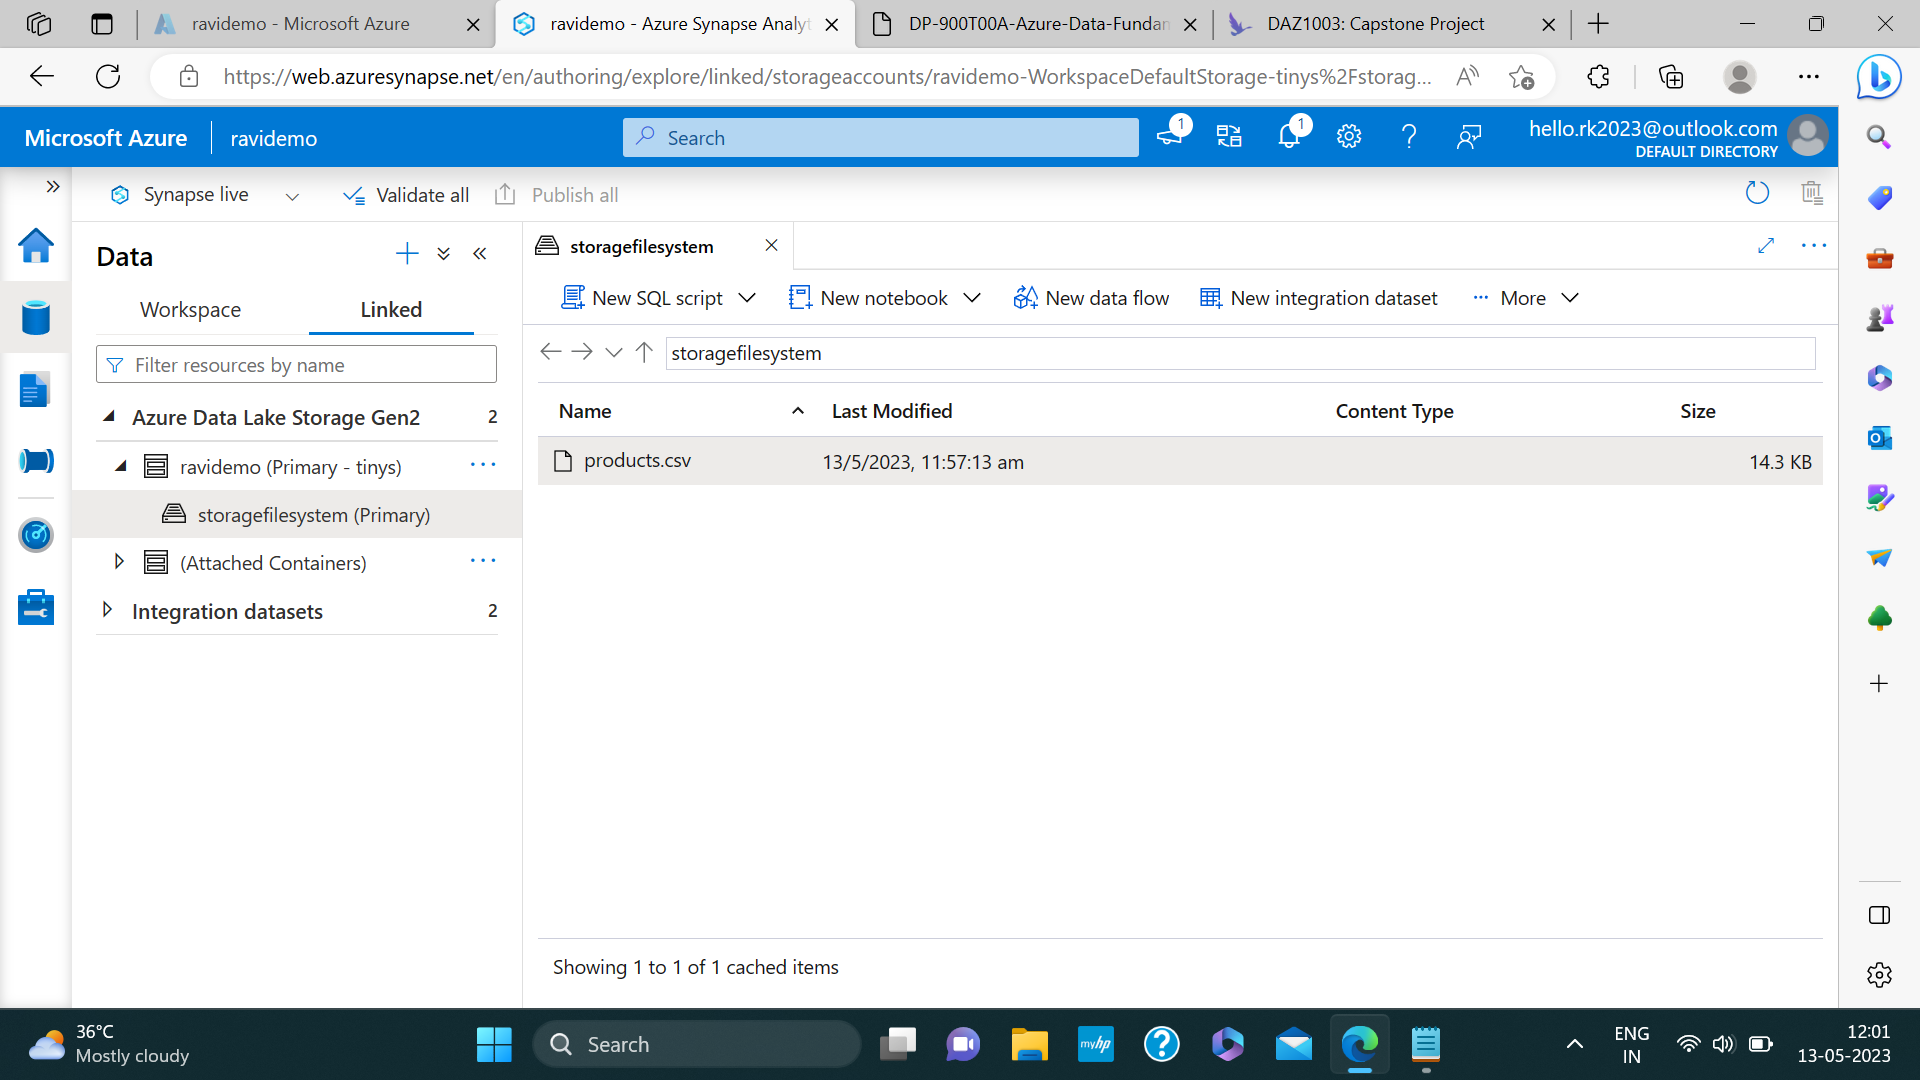 ravidemo - Microsoft Azure
ravidemo - Azure Synapse Analyt
DP-900T00A-Azure-Data-Fundan
DAZ1003: Capstone Project
https://web.azuresynapse.net/en/authoring/explore/linked/storageaccounts/ravidemo-WorkspaceDefaultStorage-tinys%2Fstorag...
Microsoft Azure
ravidemo
Search
1
1
hello.rk2023@outlook.com
DEFAULT DIRECTORY
Synapse live
Validate all
Publish all
Data
Workspace
Linked
Filter resources by name
Azure Data Lake Storage Gen2 2
ravidemo (Primary - tinys)
storagefilesystem (Primary)
(Attached Containers)
Integration datasets 2
storagefilesystem
New SQL script
New notebook
New data flow
New integration dataset
More
storagefilesystem
Name Last Modified Content Type Size
products.csv 13/5/2023, 11:57:13 am 14.3 KB
Showing 1 to 1 of 1 cached items
36°C
Mostly cloudy
Search
myhp
ENG
IN
12:01
13-05-2023